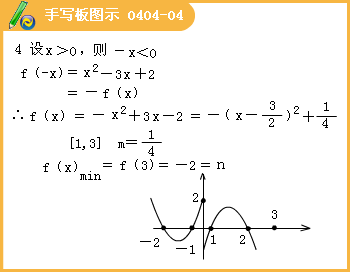 手写板图示 0404-04
4 设x＞0，则－x＜0
f(-x)＝x²－3x＋2
＝－f(x)
∴f(x)＝－x²＋3x－2＝－(x－3/2)²＋1/4
[1,3] m＝1/4
f(x)min＝f(3)＝－2＝n
2
3
－2 －1 1 2